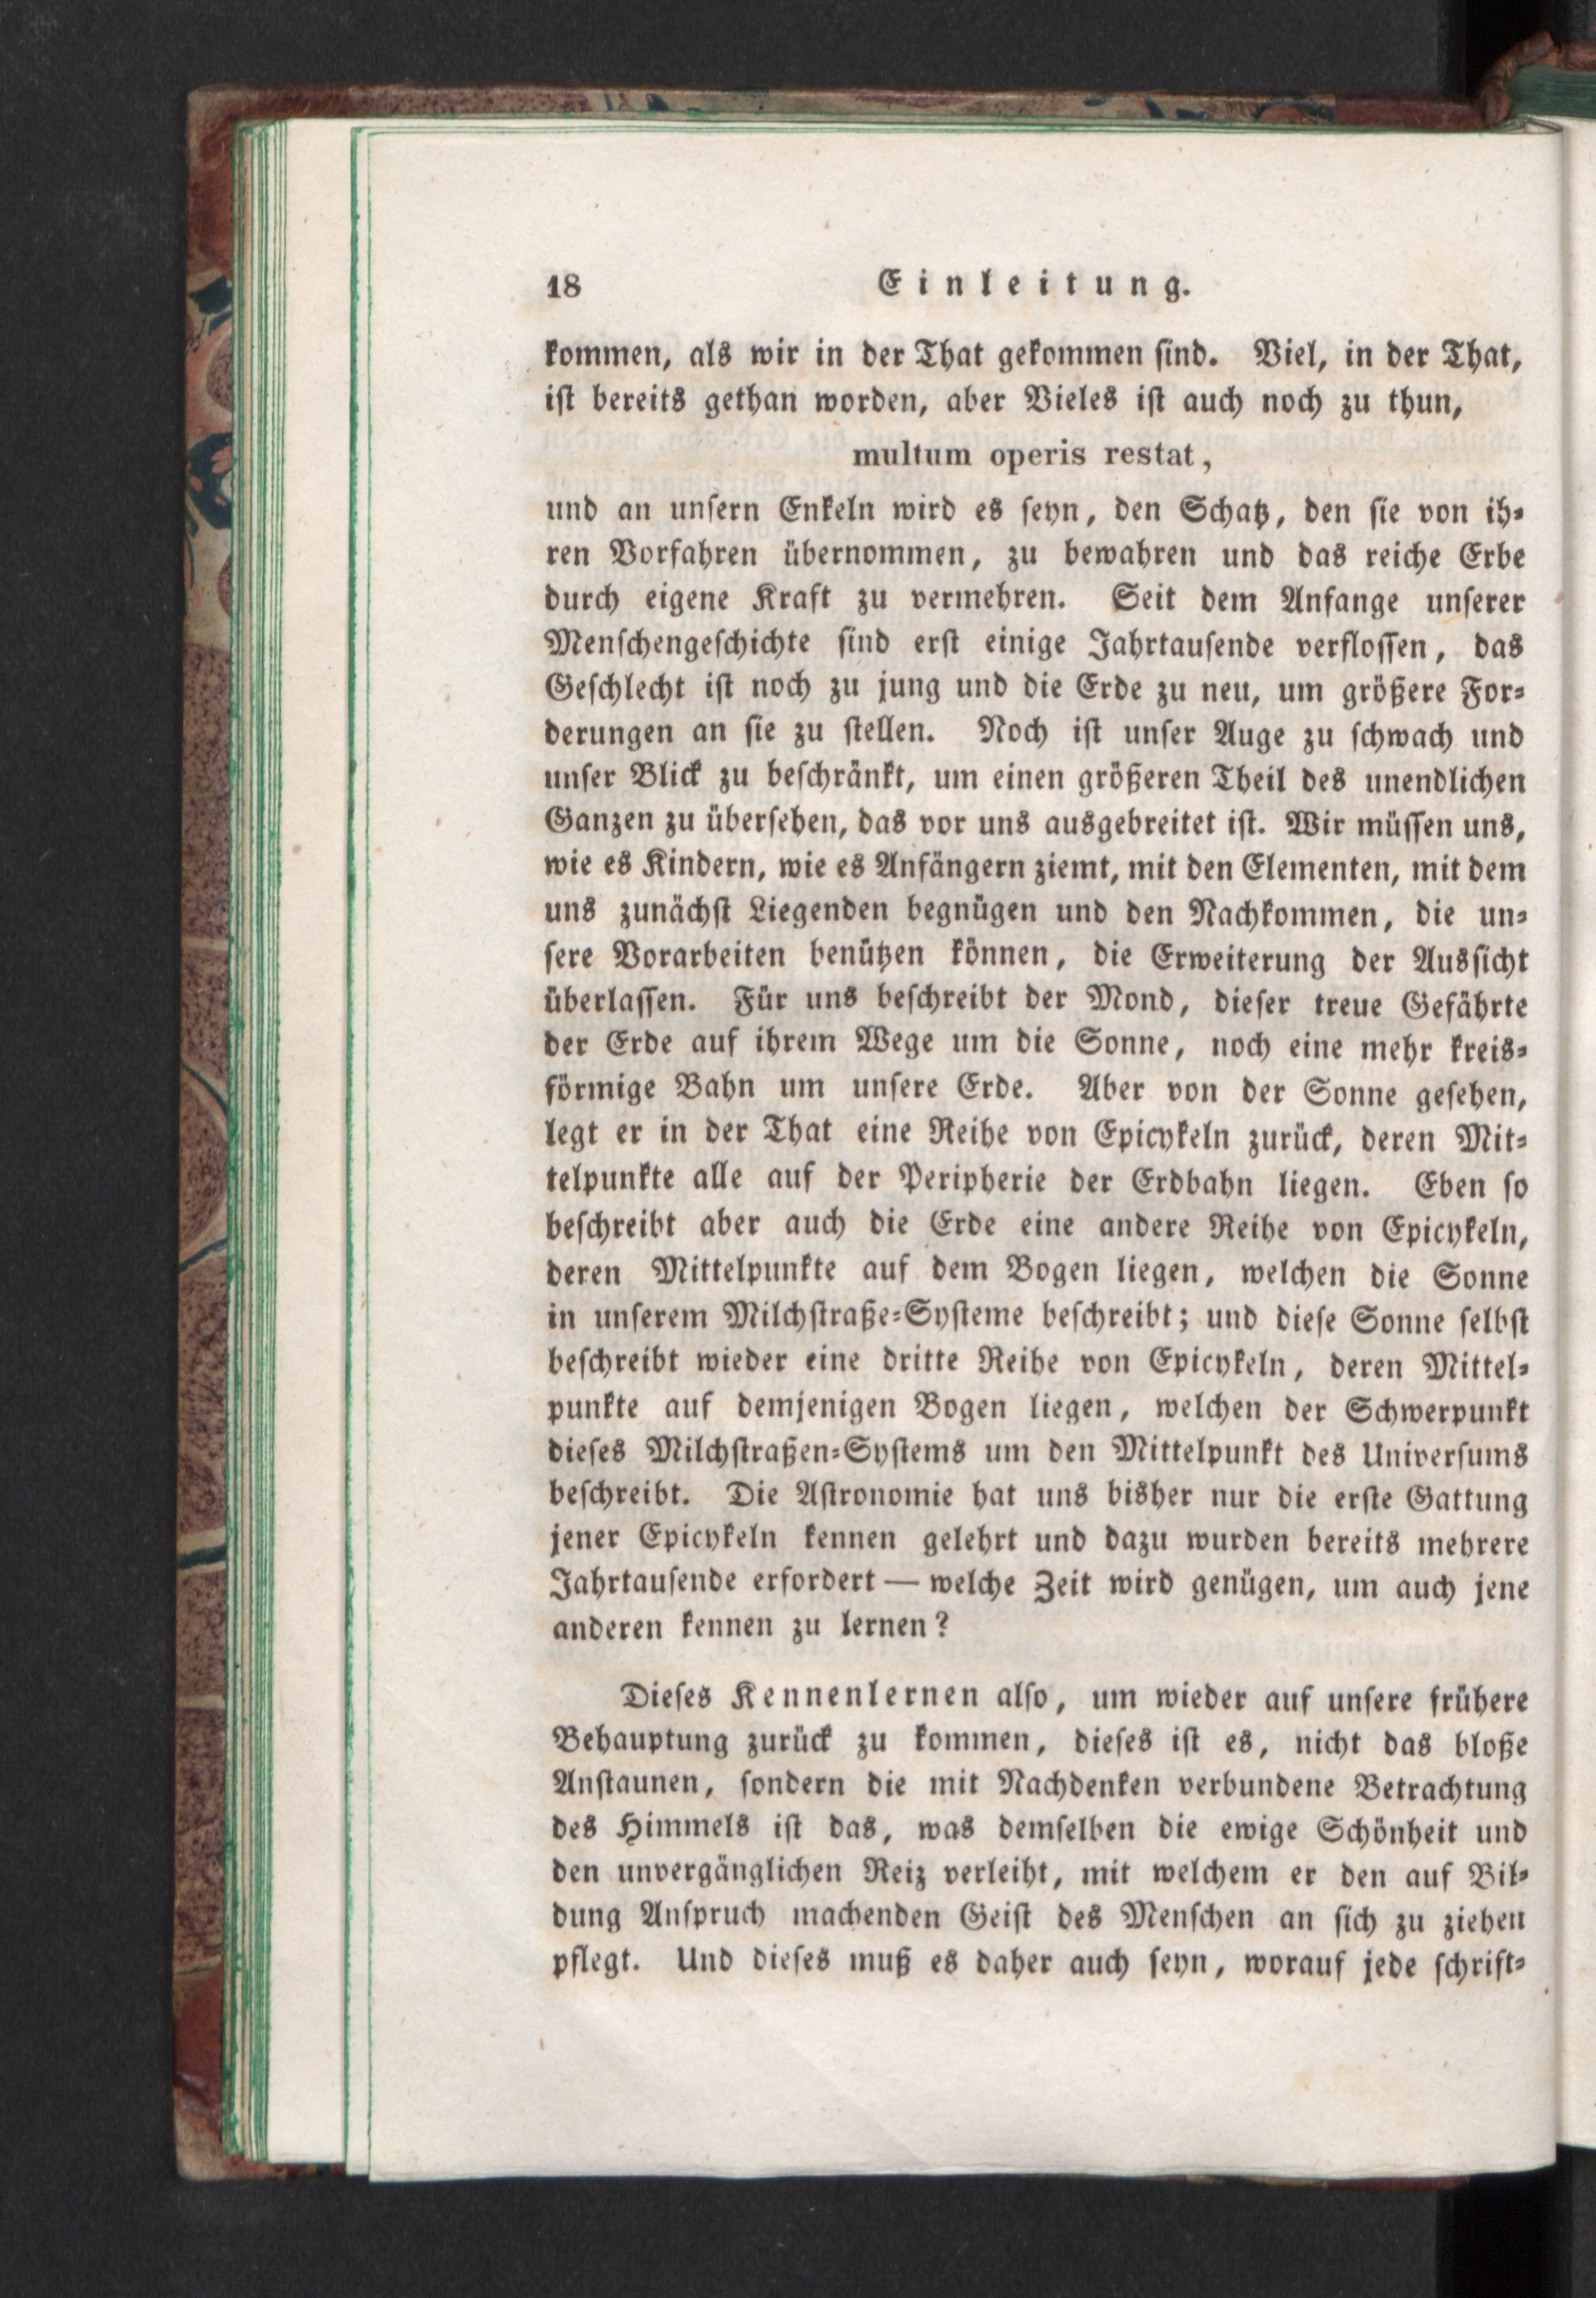 18 Einleitung.
kommen, als wir in der That gekommen sind. Viel, in der That,
ist bereits gethan worden, aber Vieles ist auch noch zu thun,
multum operis restat,
und an unsern Enkeln wird es seyn, den Schatz, den sie von ih-
ren Vorfahren übernommen, zu bewahren und das reiche Erbe
durch eigene Kraft zu vermehren. Seit dem Anfange unserer
Menschengeschichte sind erst einige Jahrtausende verflossen, das
Geschlecht ist noch zu jung und die Erde zu neu, um größere For-
derungen an sie zu stellen. Noch ist unser Auge zu schwach und
unser Blick zu beschränkt, um einen größeren Theil des unendlichen
Ganzen zu übersehen, das vor uns ausgebreitet ist. Wir müssen uns,
wie es Kindern, wie es Anfängern ziemt, mit den Elementen, mit dem
uns zunächst Liegenden begnügen und den Nachkommen, die un-
sere Vorarbeiten benützen können, die Erweiterung der Aussicht
überlassen. Für uns beschreibt der Mond, dieser treue Gefährte
der Erde auf ihrem Wege um die Sonne, noch eine mehr kreis-
förmige Bahn um unsere Erde. Aber von der Sonne gesehen,
legt er in der That eine Reihe von Epicykeln zurück, deren Mit-
telpunkte alle auf der Peripherie der Erdbahn liegen. Eben so
beschreibt aber auch die Erde eine andere Reihe von Epicykeln,
deren Mittelpunkte auf dem Bogen liegen, welchen die Sonne
in unserem Milchstraße-Systeme beschreibt; und diese Sonne selbst
beschreibt wieder eine dritte Reihe von Epicykeln, deren Mittel-
punkte auf demjenigen Bogen liegen, welchen der Schwerpunkt
dieses Milchstraßen-Systems um den Mittelpunkt des Universums
beschreibt. Die Astronomie hat uns bisher nur die erste Gattung
jener Epicykeln kennen gelehrt und dazu wurden bereits mehrere
Jahrtausende erfordert — welche Zeit wird genügen, um auch jene
anderen kennen zu lernen?
Dieses Kennenlernen also, um wieder auf unsere frühere
Behauptung zurück zu kommen, dieses ist es, nicht das bloße
Anstaunen, sondern die mit Nachdenken verbundene Betrachtung
des Himmels ist das, was demselben die ewige Schönheit und
den unvergänglichen Reiz verleiht, mit welchem er den auf Bil-
dung Anspruch machenden Geist des Menschen an sich zu ziehen
pflegt. Und dieses muß es daher auch seyn, worauf jede schrift-